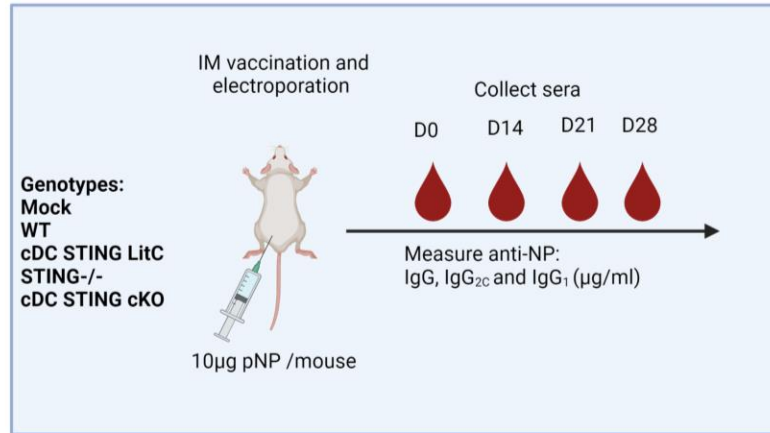 IM vaccination and
electroporation
Collect sera
D0 D14 D21 D28
Genotypes:
Mock
WT
cDC STING LitC
STING-/-
cDC STING cKO
Measure anti-NP:
IgG, IgG2C and IgG1 (µg/ml)
10µg pNP /mouse